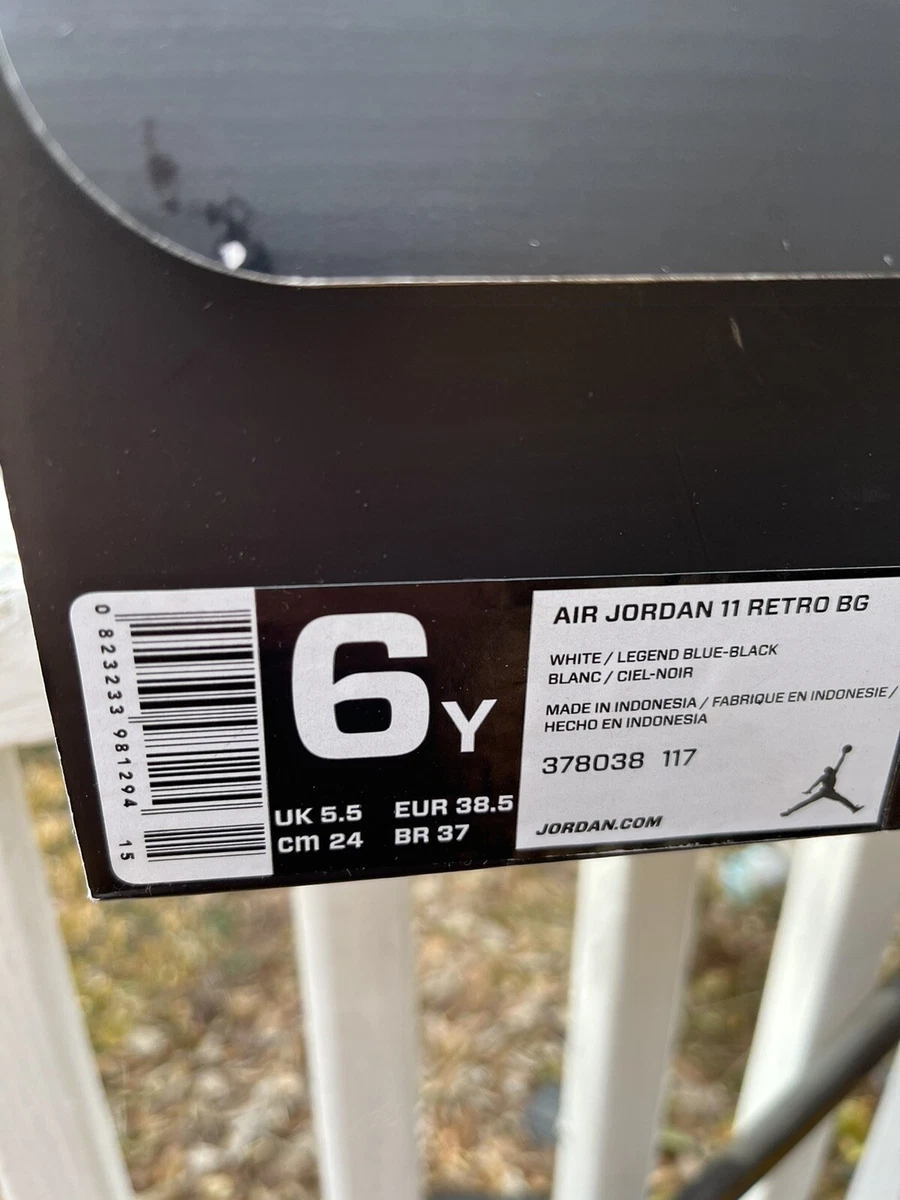 0 823233 981294 15
6Y
UK 5.5 EUR 38.5
cm 24 BR 37
AIR JORDAN 11 RETRO BG
WHITE / LEGEND BLUE-BLACK
BLANC / CIEL-NOIR
MADE IN INDONESIA / FABRIQUE EN INDONESIE /
HECHO EN INDONESIA
378038 117
JORDAN.COM